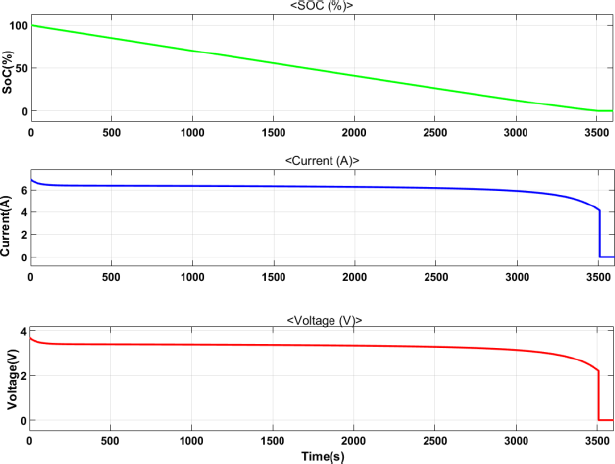 <SOC (%)>
SoC(%)
100
50
0
0 500 1000 1500 2000 2500 3000 3500
<Current (A)>
Current(A)
6
4
2
0
0 500 1000 1500 2000 2500 3000 3500
<Voltage (V)>
Voltage(V)
4
2
0
0 500 1000 1500 2000 2500 3000 3500
Time(s)